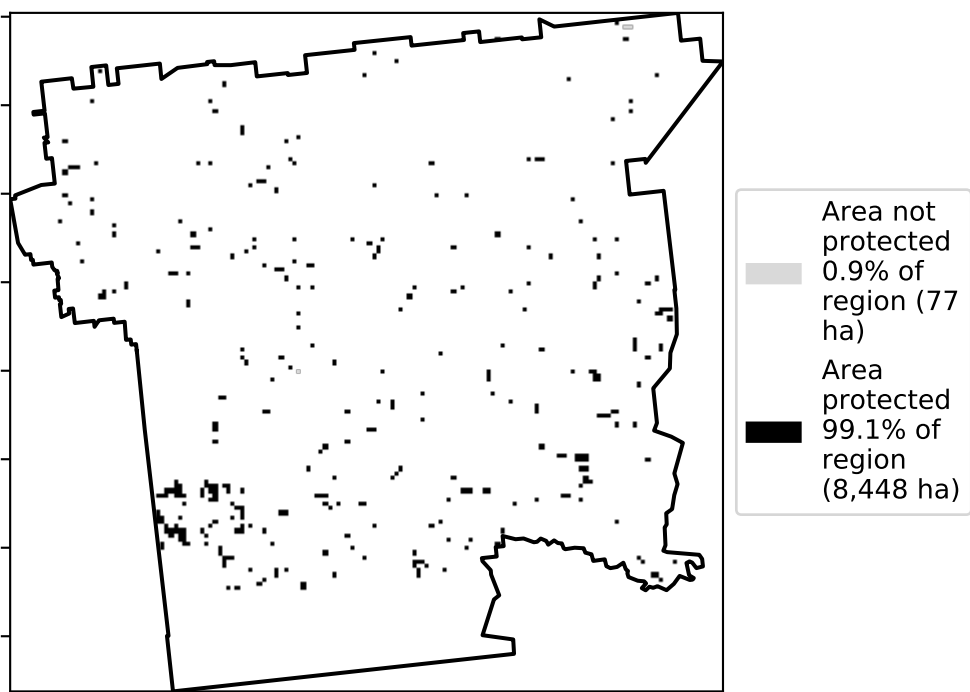 Area not
protected
0.9% of
region (77
ha)
Area
protected
99.1% of
region
(8,448 ha)